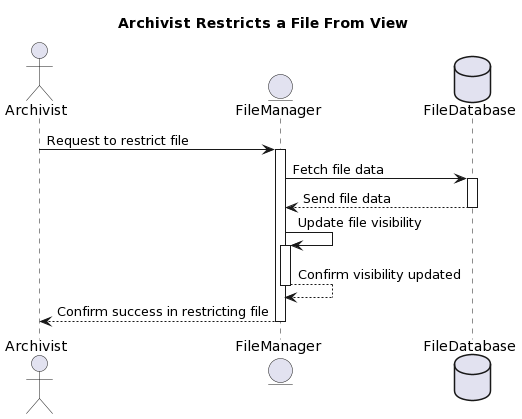 Archivist Restricts a File From View
Archivist
FileManager
FileDatabase
Request to restrict file
Fetch file data
Send file data
Update file visibility
Confirm visibility updated
Confirm success in restricting file
Archivist
FileManager
FileDatabase